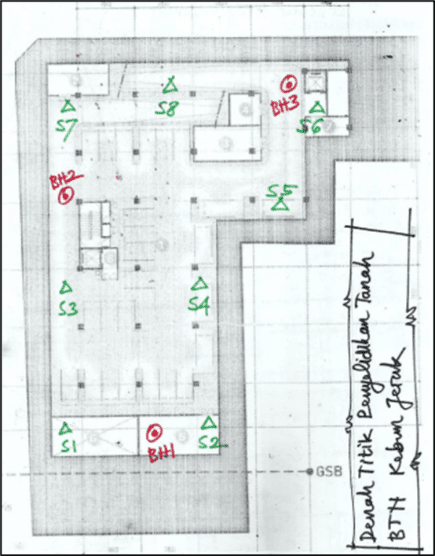 BH3
S8
S7
S6
BH2
S5
S3
S4
S1
BH1
S2
GSB
Denah Titik Penyelidikan Tanah
BTN Kebun Jeruk